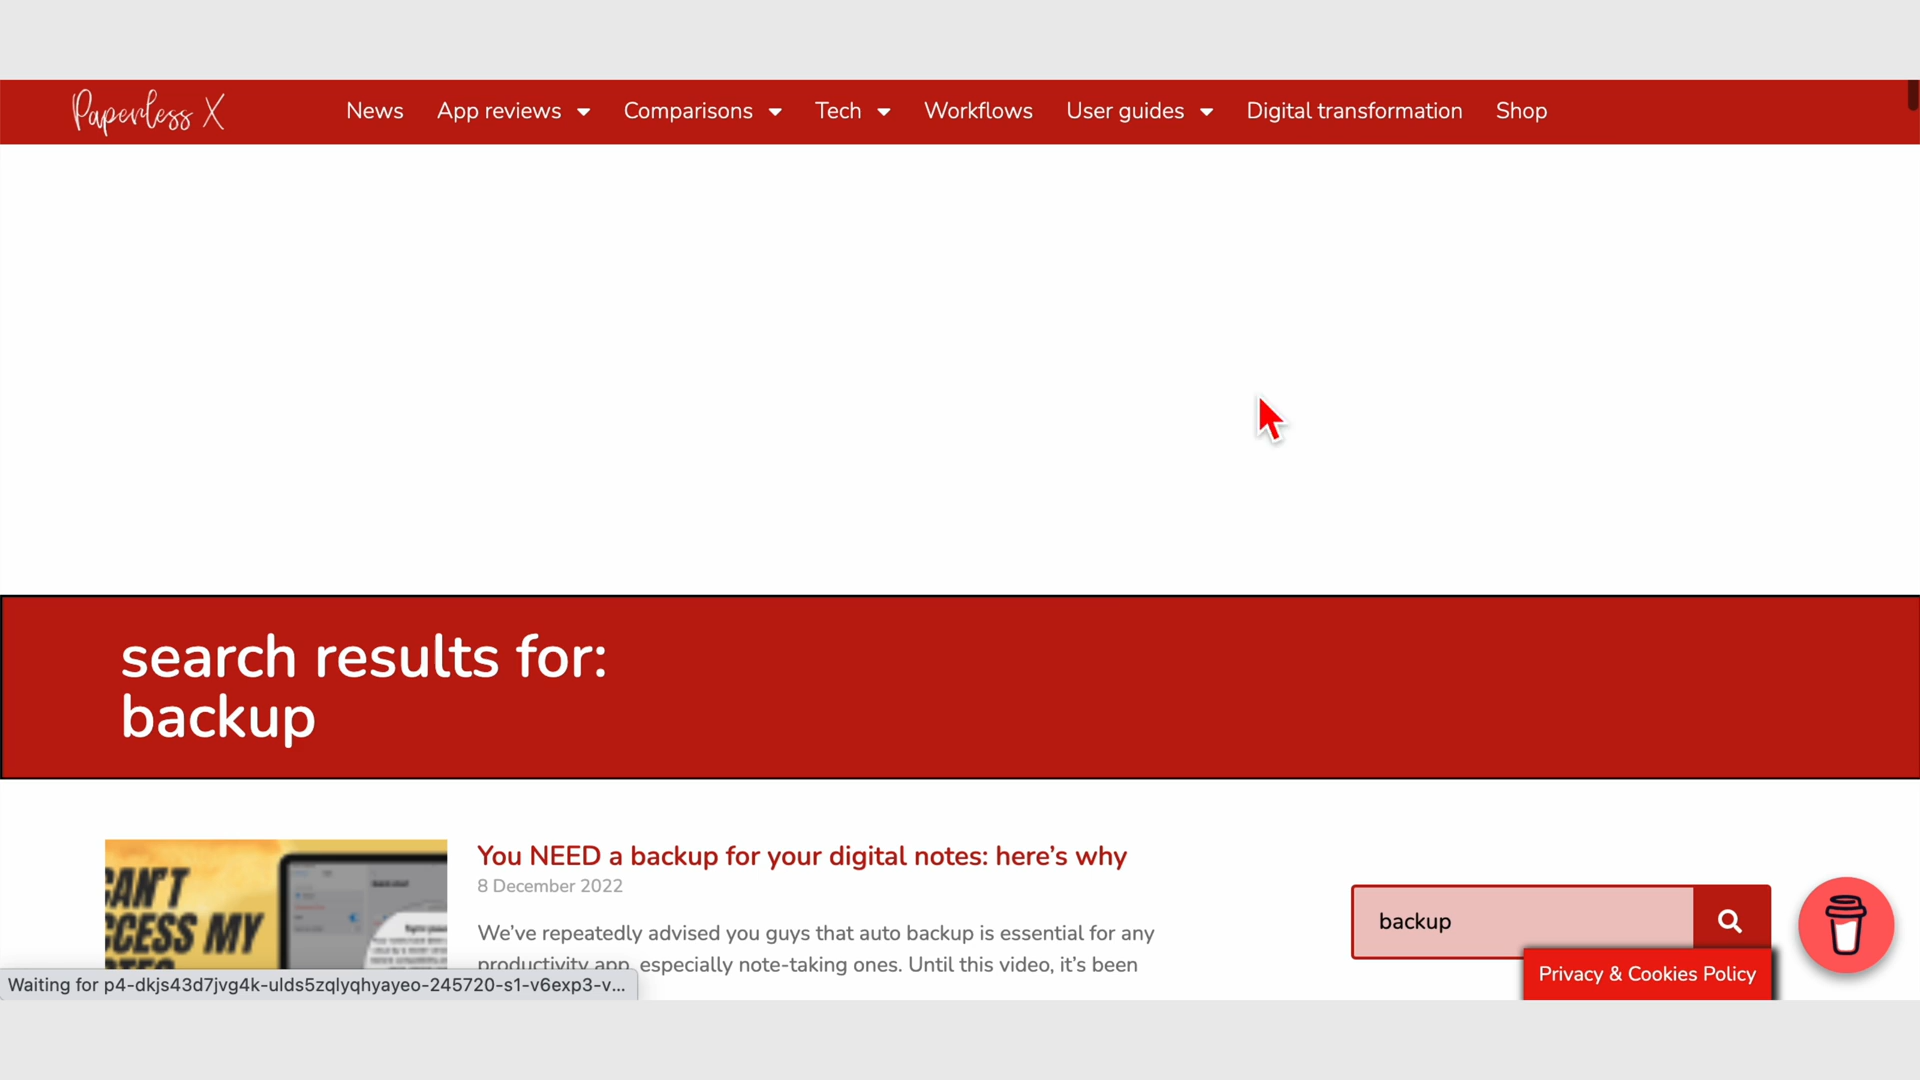 Paperless X
News App reviews Comparisons Tech Workflows User guides Digital transformation Shop
search results for:
backup
You NEED a backup for your digital notes: here’s why
8 December 2022
We’ve repeatedly advised you guys that auto backup is essential for any
productivity app, especially note-taking ones. Until this video, it’s been
AN'T
CCESS MY
backup
Privacy & Cookies Policy
Waiting for p4-dkjs43d7jvg4k-ulds5zqlyqhyayeo-245720-s1-v6exp3-v...